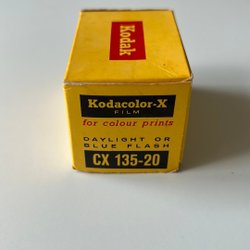 Kodak
Kodacolor-X
FILM
for colour prints
DAYLIGHT OR
BLUE FLASH
CX 135-20